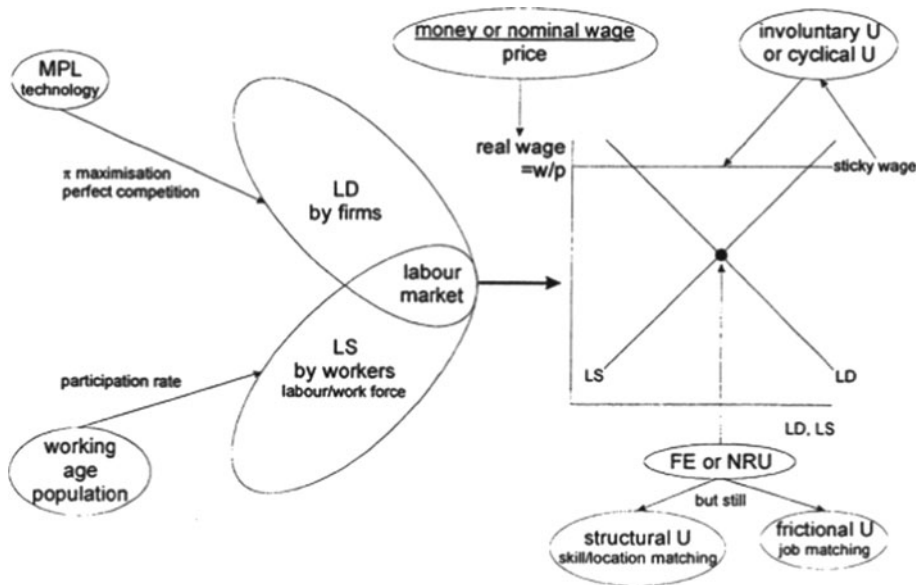 MPL
technology
π maximisation
perfect competition
LD
by firms
labour
market
LS
by workers
labour/work force
participation rate
working
age
population
money or nominal wage
price
real wage
=w/p
involuntary U
or cyclical U
sticky wage
LS
LD
LD, LS
FE or NRU
but still
structural U
skill/location matching
frictional U
job matching